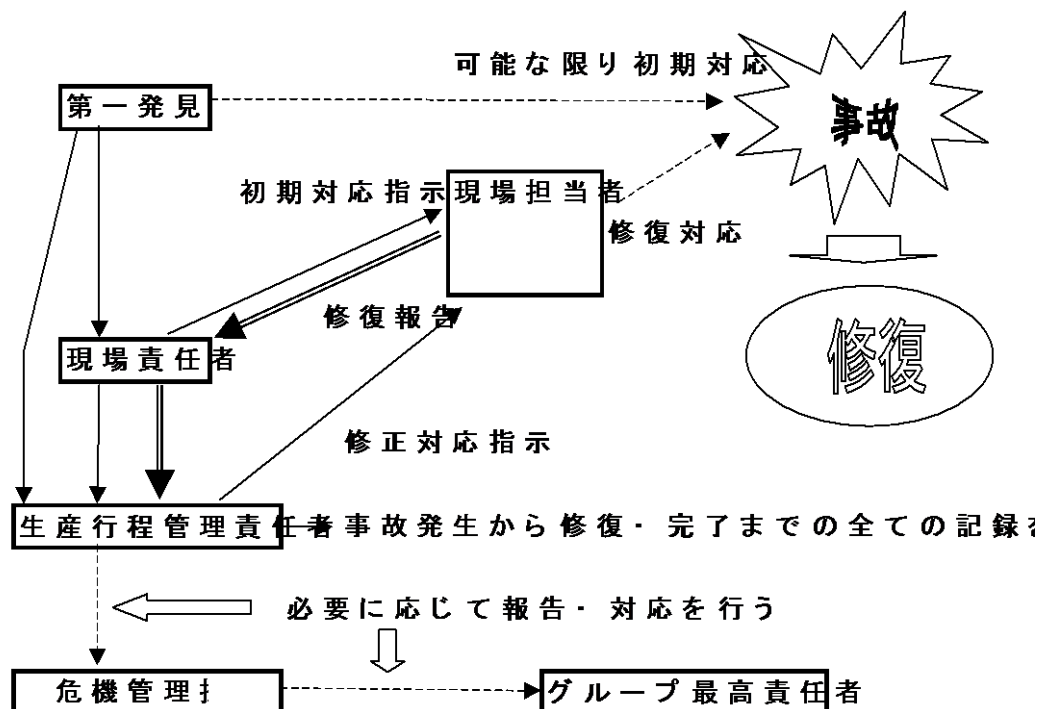 可能な限り初期対応
第一発見
事故
初期対応指示
現場担当者
修復対応
修復報告
修復
現場責任者
修正対応指示
生産行程管理責任者
事故発生から修復・完了までの全ての記録
必要に応じて報告・対応を行う
危機管理
グループ最高責任者